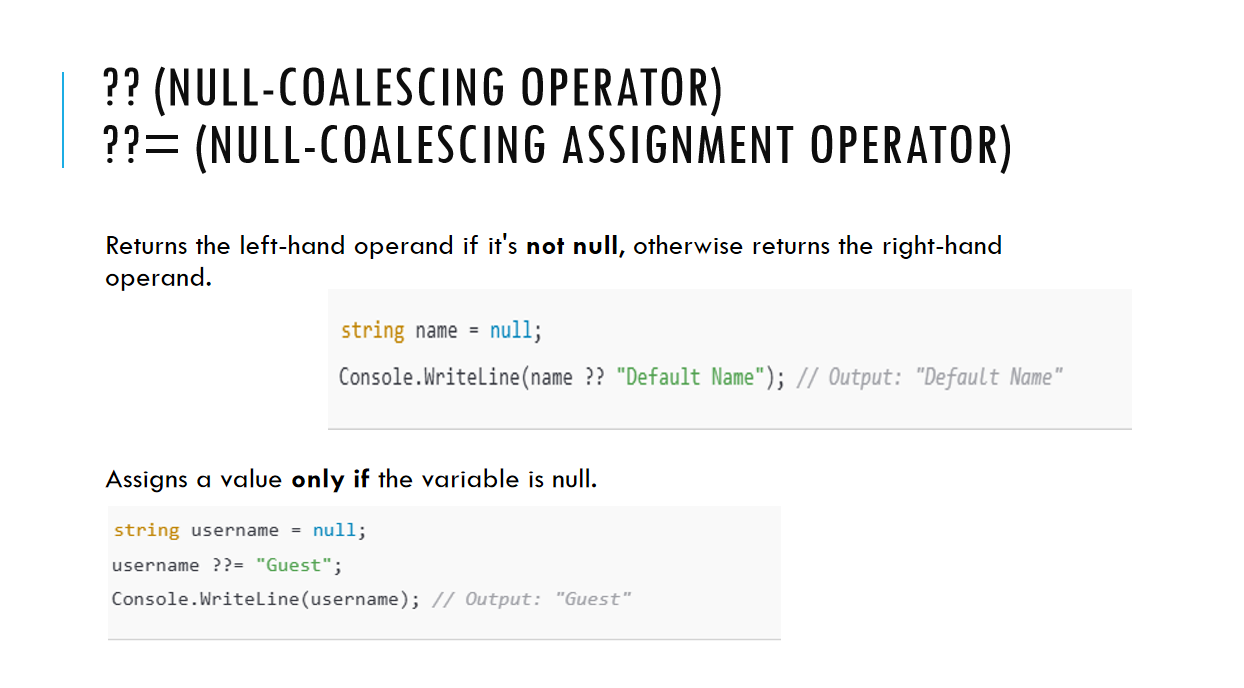 ?? (NULL-COALESCING OPERATOR)
??= (NULL-COALESCING ASSIGNMENT OPERATOR)
Returns the left-hand operand if it's not null, otherwise returns the right-hand
operand.
string name = null;
Console.WriteLine(name ?? "Default Name"); // Output: "Default Name"
Assigns a value only if the variable is null.
string username = null;
username ??= "Guest";
Console.WriteLine(username); // Output: "Guest"